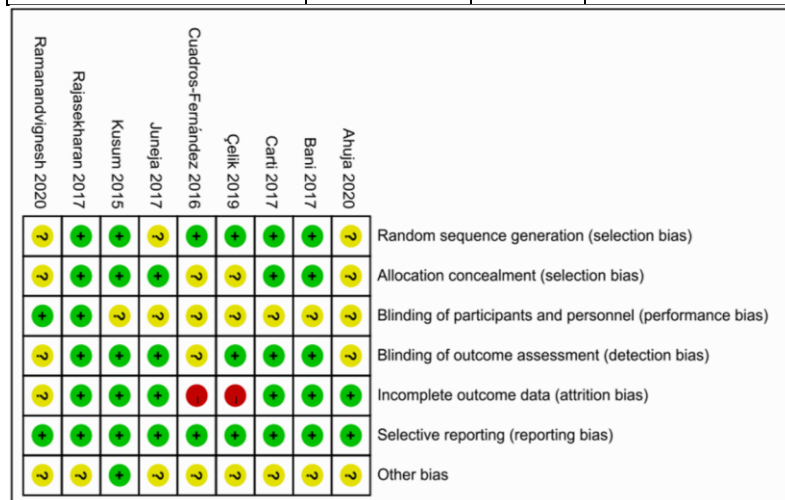 Ramanandvignesh 2020
Rajasekharan 2017
Kusum 2015
Juneja 2017
Cuadros-Fernández 2016
Çelik 2019
Carti 2017
Bani 2017
Ahuja 2020
? + + ? + + + + ? Random sequence generation (selection bias)
? + + + ? ? + + ? Allocation concealment (selection bias)
+ + ? ? ? ? ? ? ? Blinding of participants and personnel (performance bias)
? + + + ? + + + ? Blinding of outcome assessment (detection bias)
? + + + - - + + + Incomplete outcome data (attrition bias)
+ + + + + + + + + Selective reporting (reporting bias)
? ? + ? ? ? ? ? ? Other bias